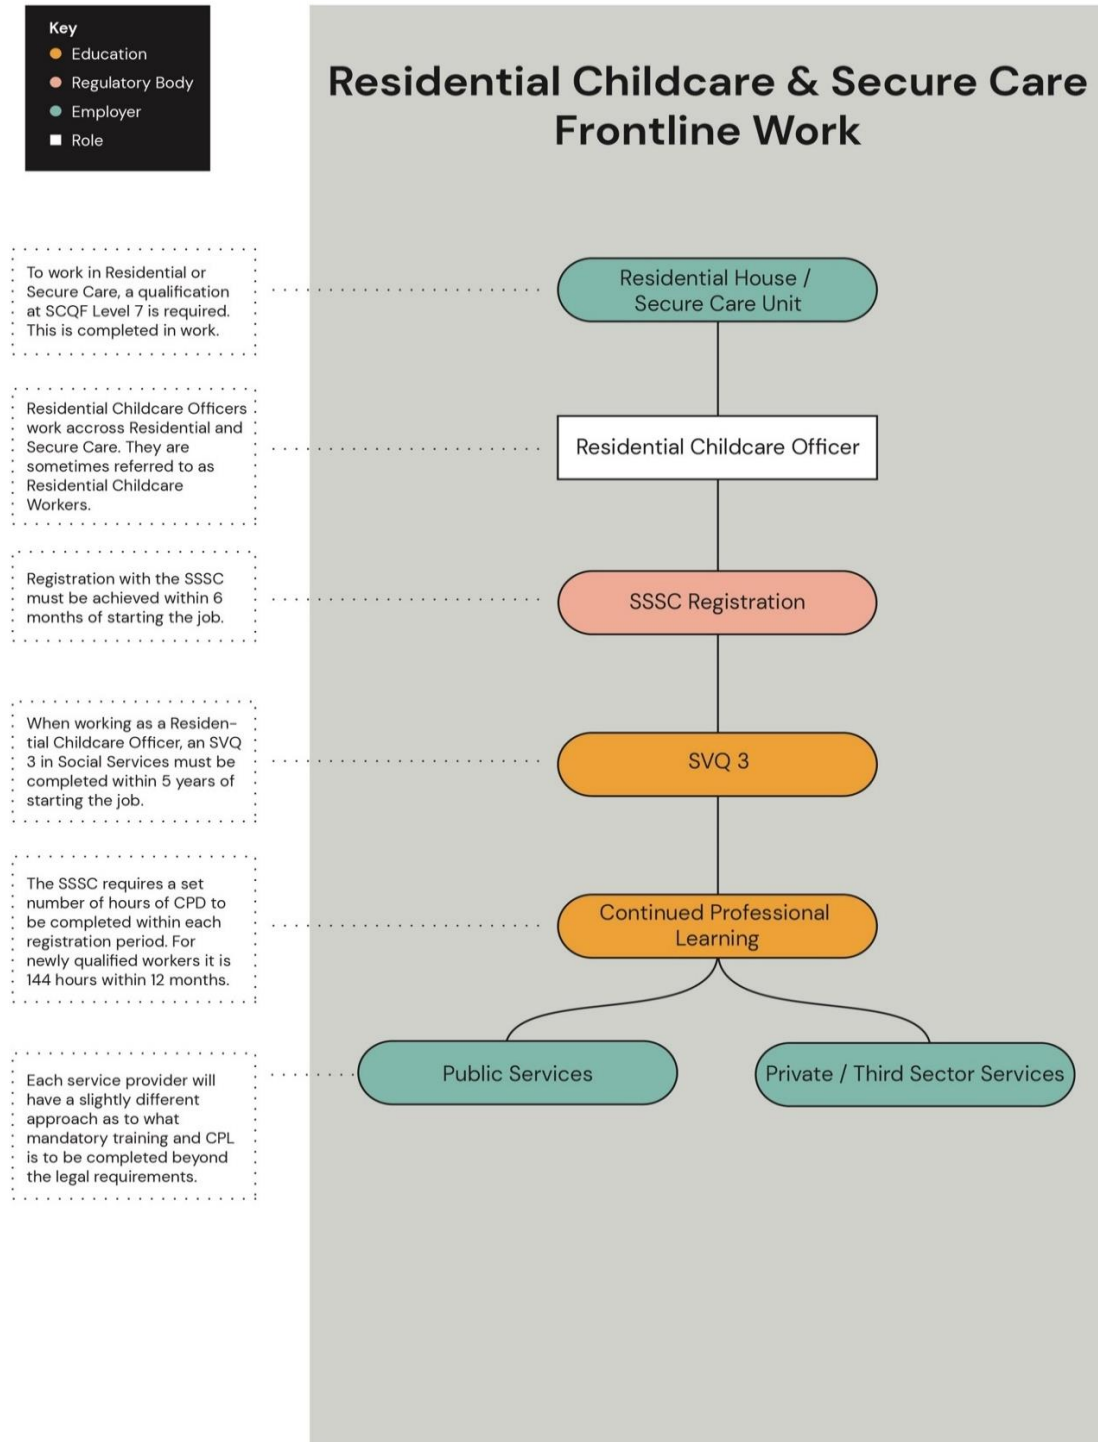 Key
Education
Regulatory Body
Employer
Role
Residential Childcare & Secure Care
Frontline Work
To work in Residential or
Secure Care, a qualification
at SCQF Level 7 is required.
This is completed in work.
Residential House /
Secure Care Unit
Residential Childcare Officers
work accross Residential and
Secure Care. They are
sometimes referred to as
Residential Childcare
Workers.
Residential Childcare Officer
Registration with the SSSC
must be achieved within 6
months of starting the job.
SSSC Registration
When working as a Residen-
tial Childcare Officer, an SVQ
3 in Social Services must be
completed within 5 years of
starting the job.
SVQ 3
The SSSC requires a set
number of hours of CPD to
be completed within each
registration period. For
newly qualified workers it is
144 hours within 12 months.
Continued Professional
Learning
Each service provider will
have a slightly different
approach as to what
mandatory training and CPL
is to be completed beyond
the legal requirements.
Public Services
Private / Third Sector Services